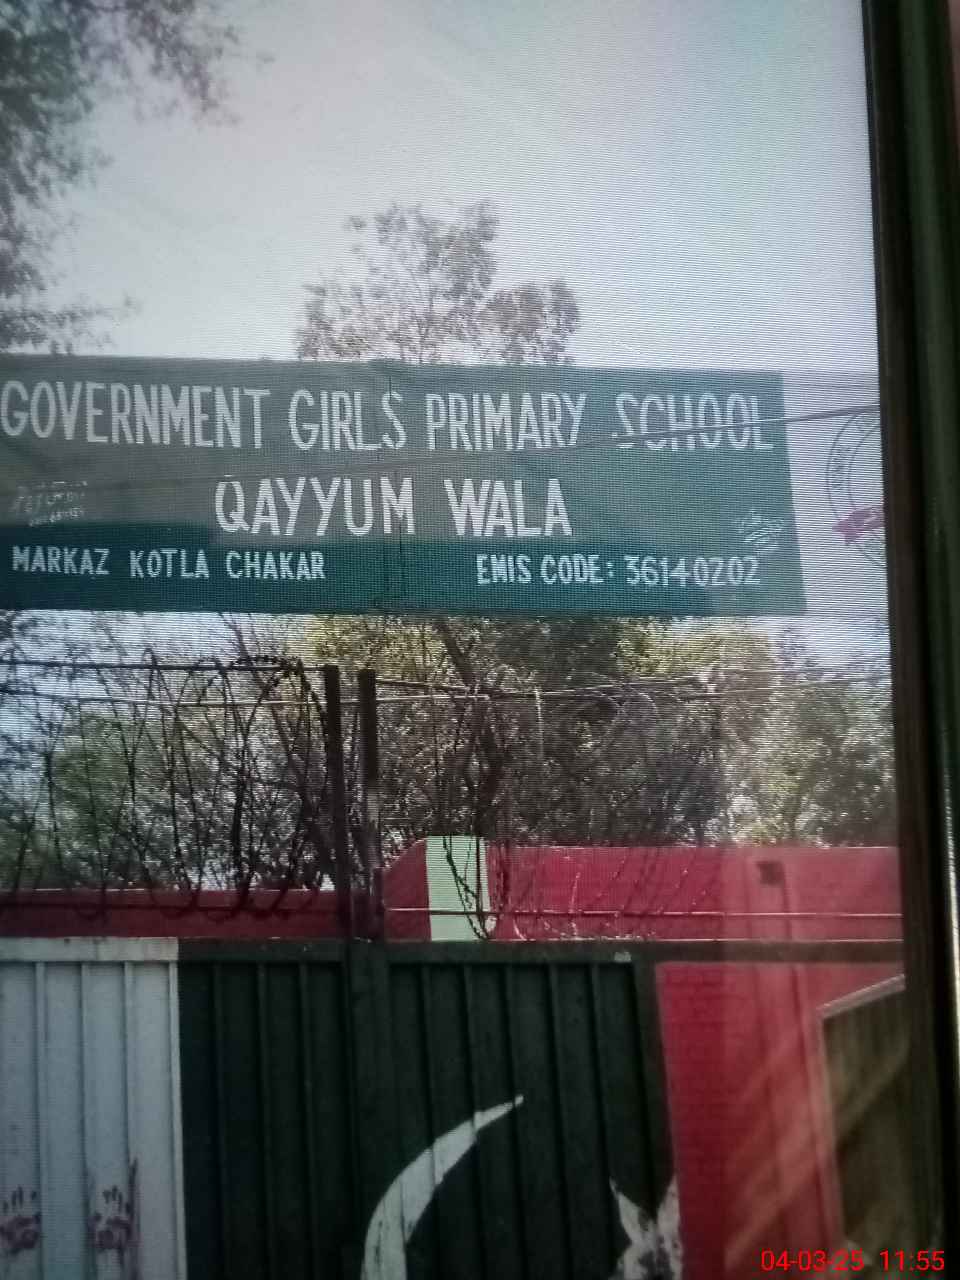 GOVERNMENT GIRLS PRIMARY SCHOOL
QAYYUM WALA
MARKAZ KOTLA CHAKAR EMIS CODE: 36140202
04-03-25 11:55